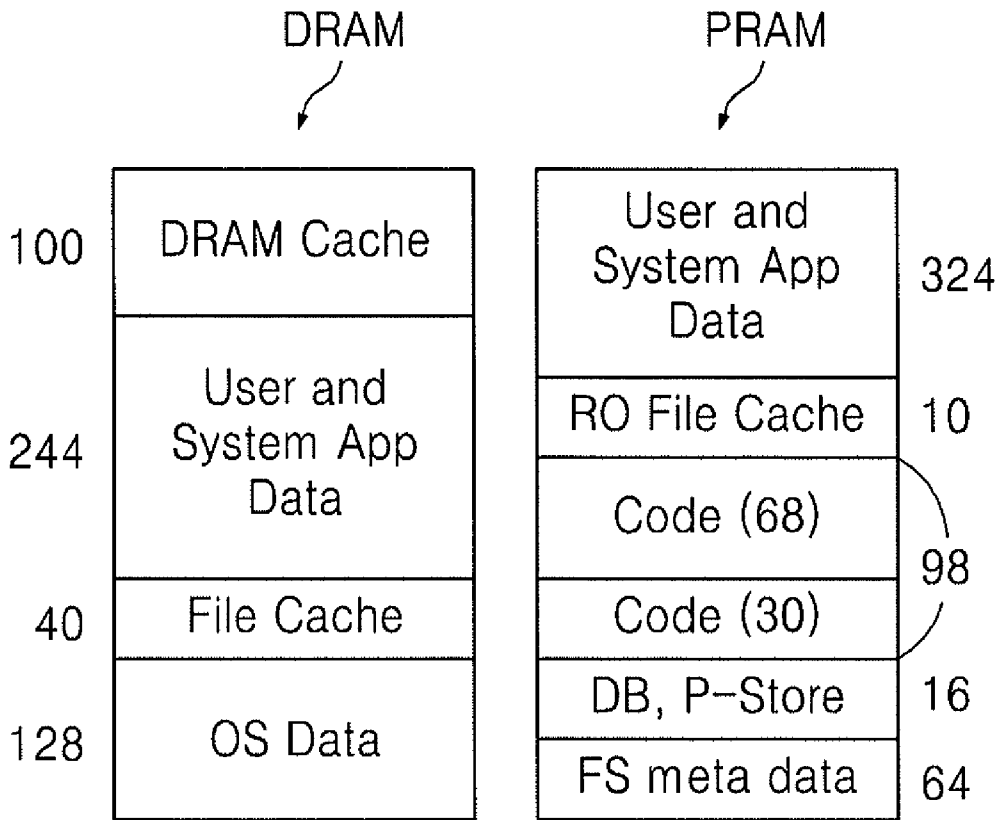 DRAM
PRAM
100
DRAM Cache
244
User and
System App
Data
40
File Cache
128
OS Data
User and
System App
Data
324
RO File Cache
10
Code (68)
98
Code (30)
DB, P-Store
16
FS meta data
64